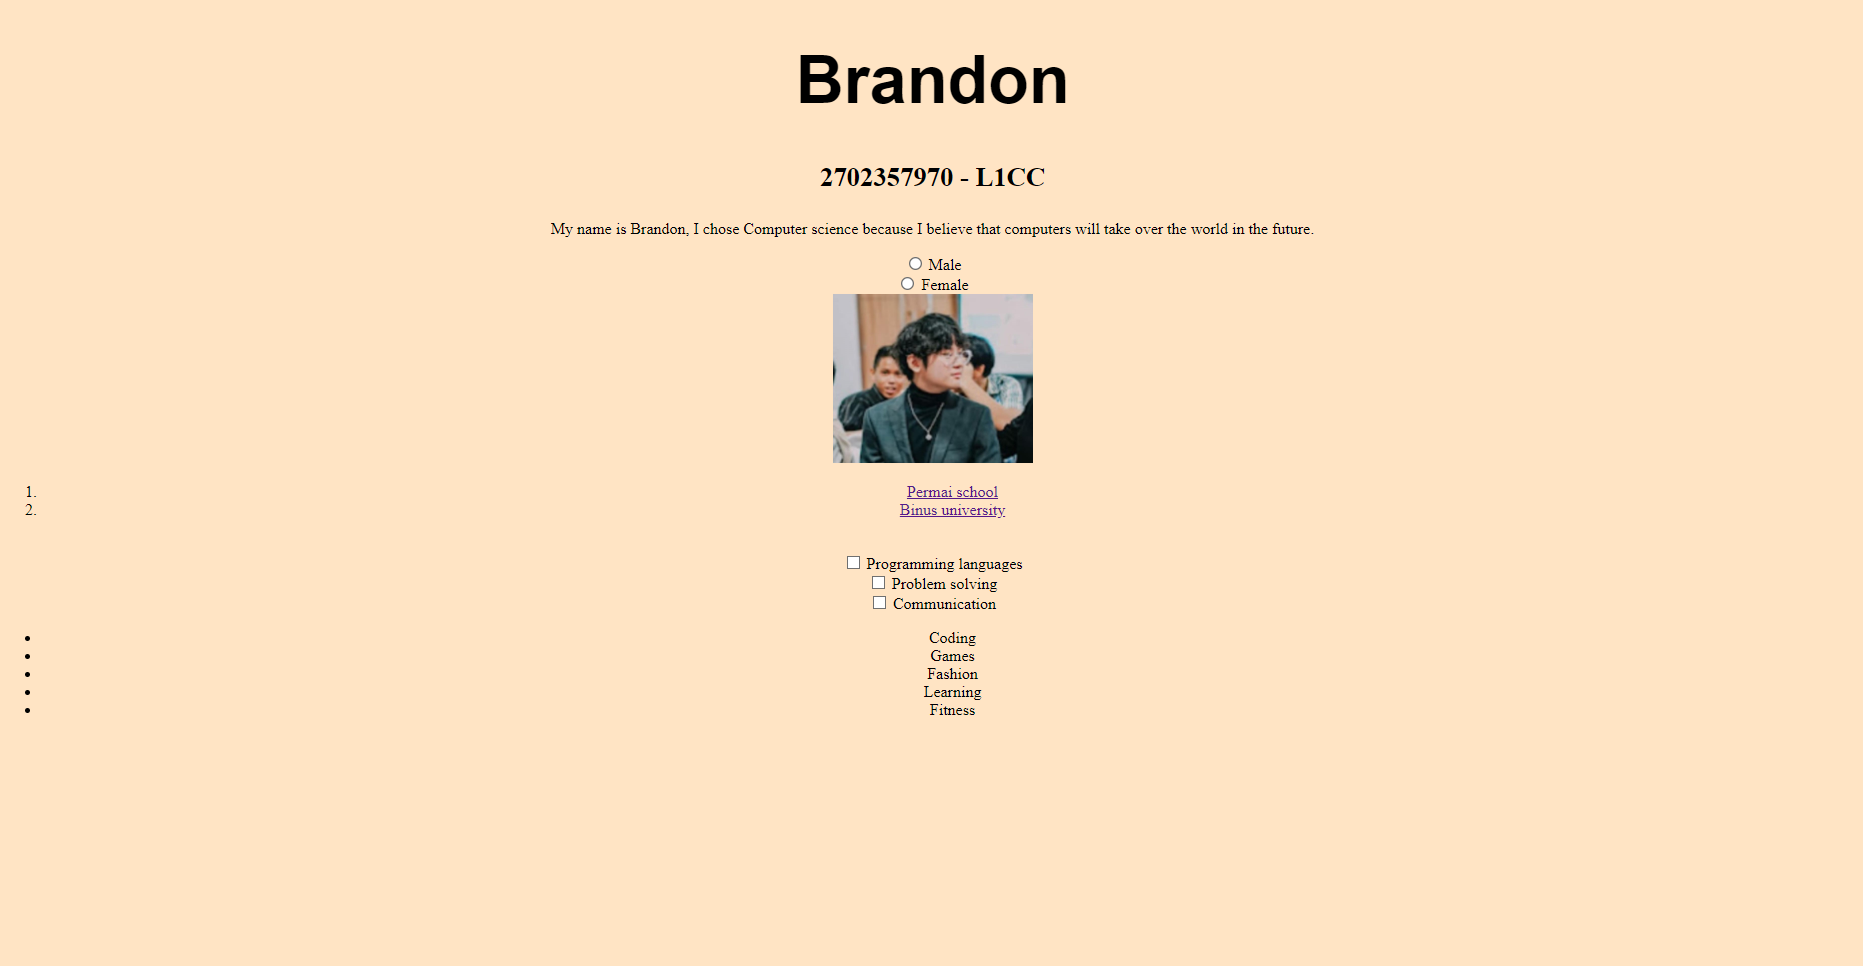 Brandon
2702357970 - L1CC
My name is Brandon, I chose Computer science because I believe that computers will take over the world in the future.
Male
Female
1. Permai school
2. Binus university
Programming languages
Problem solving
Communication
Coding
Games
Fashion
Learning
Fitness